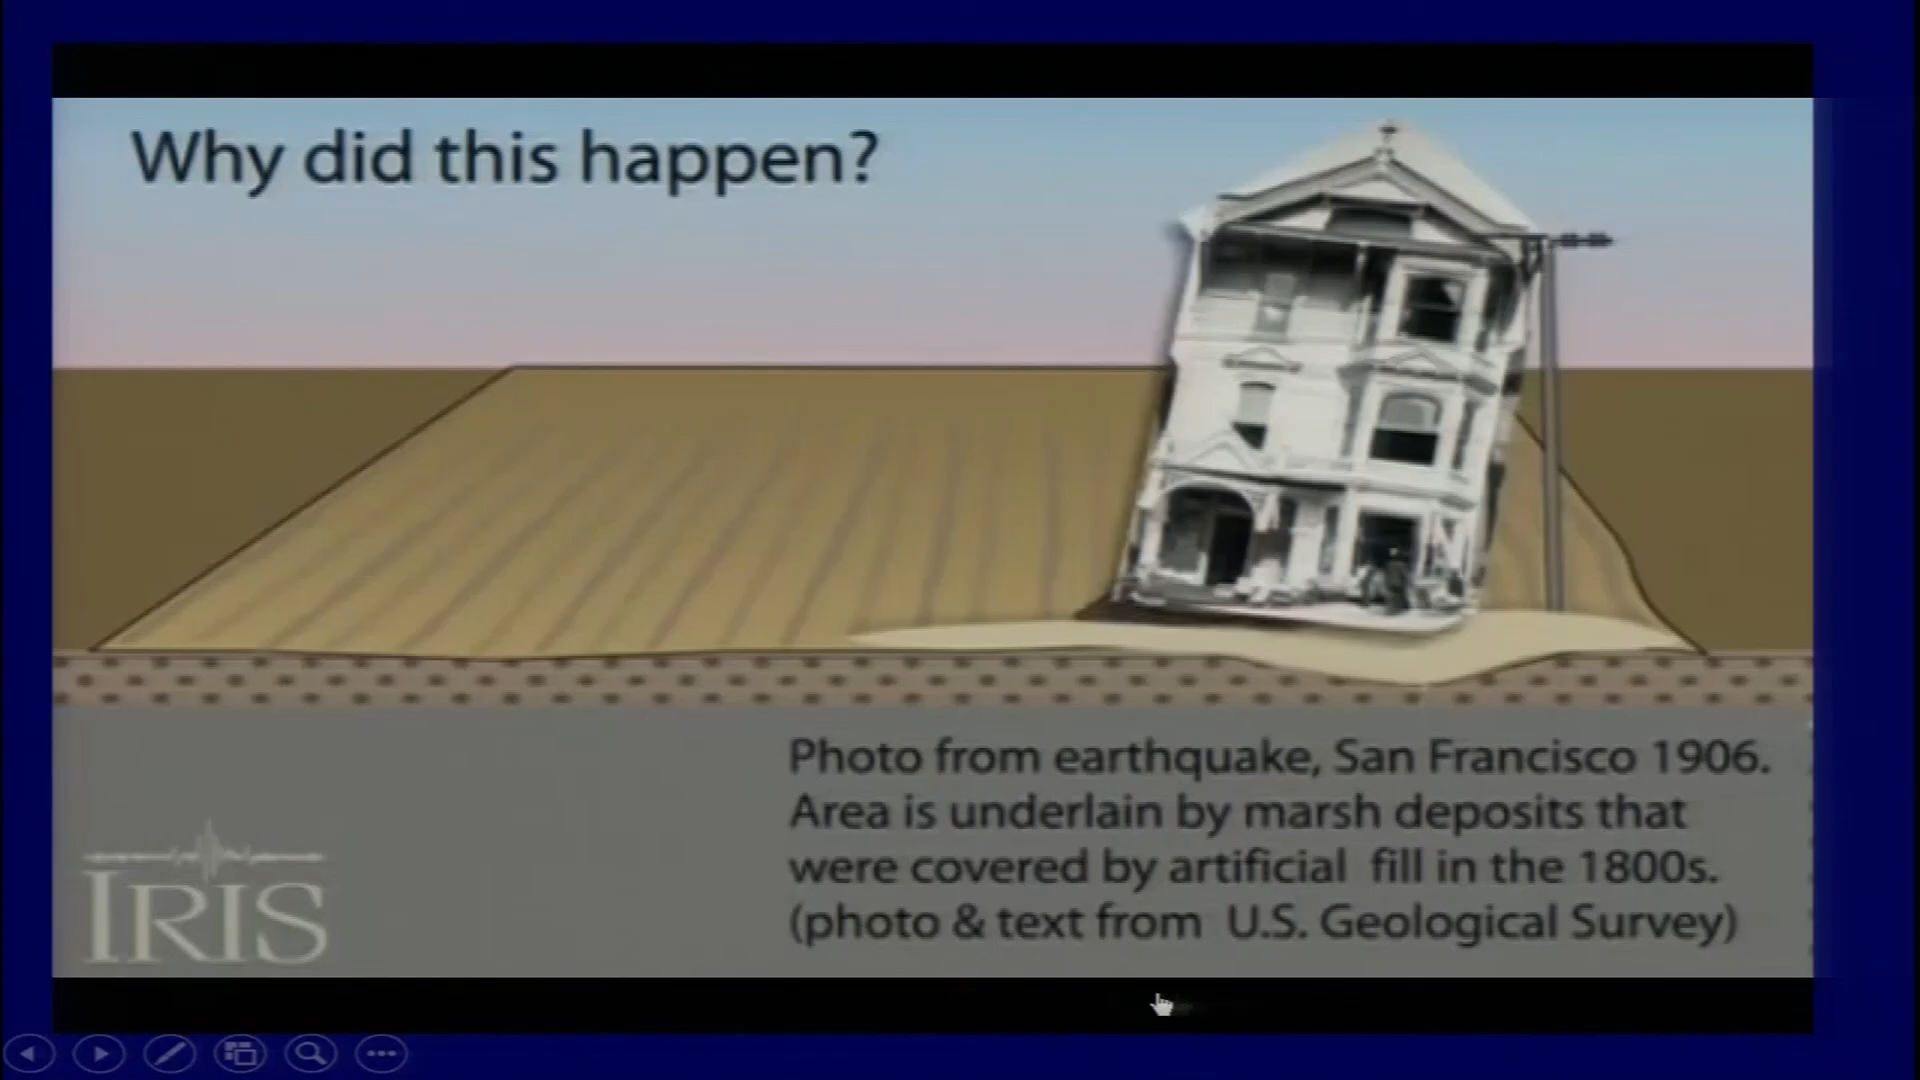 Why did this happen?
Photo from earthquake, San Francisco 1906.
Area is underlain by marsh deposits that
were covered by artificial fill in the 1800s.
(photo & text from U.S. Geological Survey)
IRIS